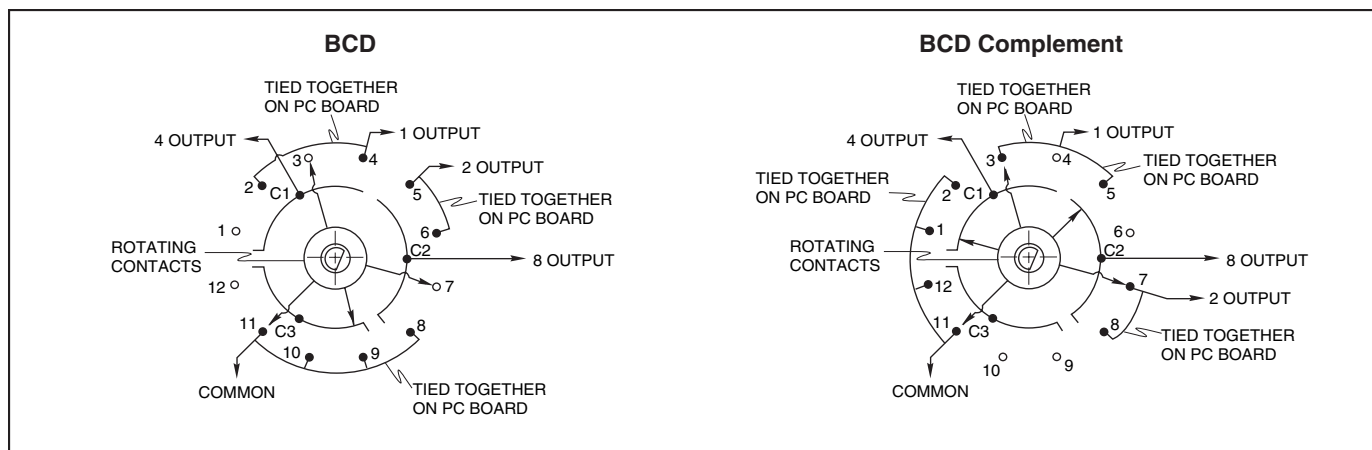 BCD
TIED TOGETHER
ON PC BOARD
4 OUTPUT
1 OUTPUT
3
4
2 OUTPUT
2
C1
5
TIED TOGETHER
ON PC BOARD
1
6
C2
ROTATING
CONTACTS
8 OUTPUT
12
7
11
C3
8
10
9
COMMON
TIED TOGETHER
ON PC BOARD
BCD Complement
TIED TOGETHER
ON PC BOARD
4 OUTPUT
1 OUTPUT
3
4
TIED TOGETHER
ON PC BOARD
TIED TOGETHER
ON PC BOARD
2
C1
5
1
6
C2
ROTATING
CONTACTS
8 OUTPUT
12
7
2 OUTPUT
11
C3
8
TIED TOGETHER
ON PC BOARD
10
9
COMMON